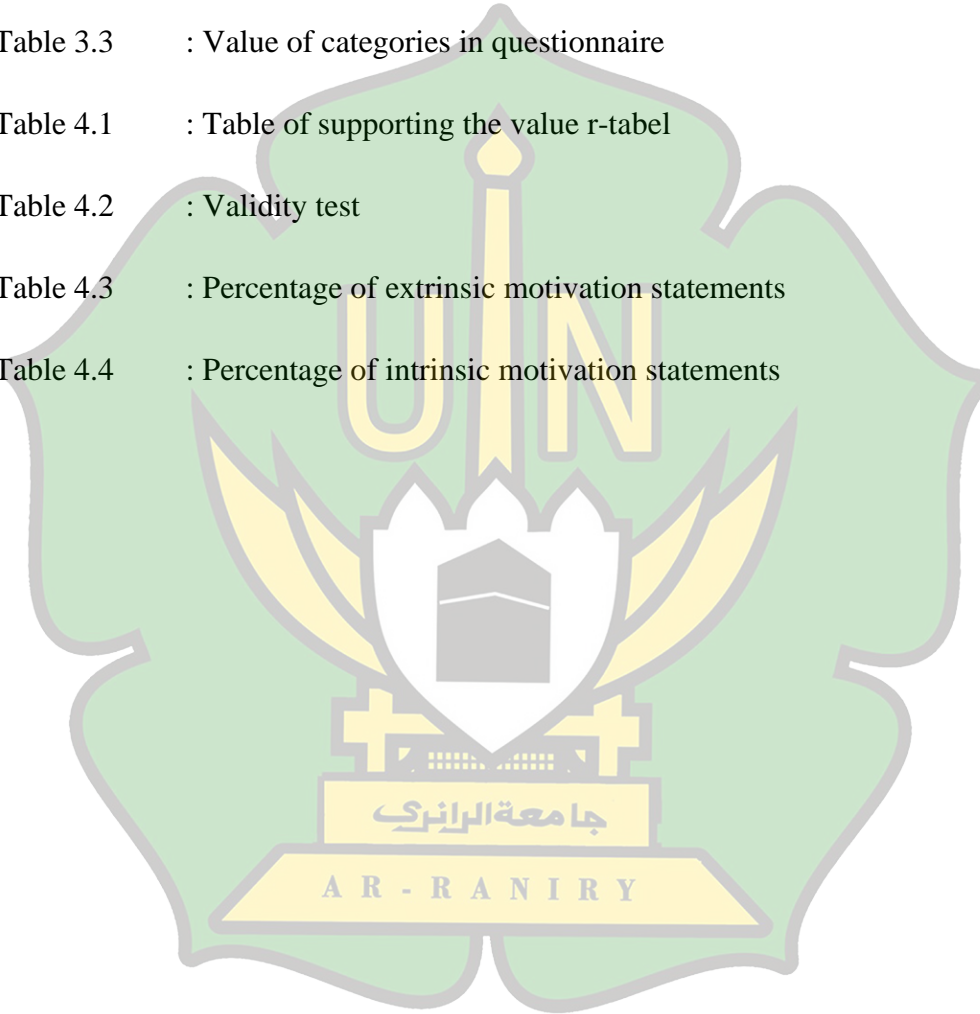 Table 3.3 : Value of categories in questionnaire
Table 4.1 : Table of supporting the value r-tabel
Table 4.2 : Validity test
Table 4.3 : Percentage of extrinsic motivation statements
Table 4.4 : Percentage of intrinsic motivation statements
UIN
جامعةالرانري
AR-RANIRY